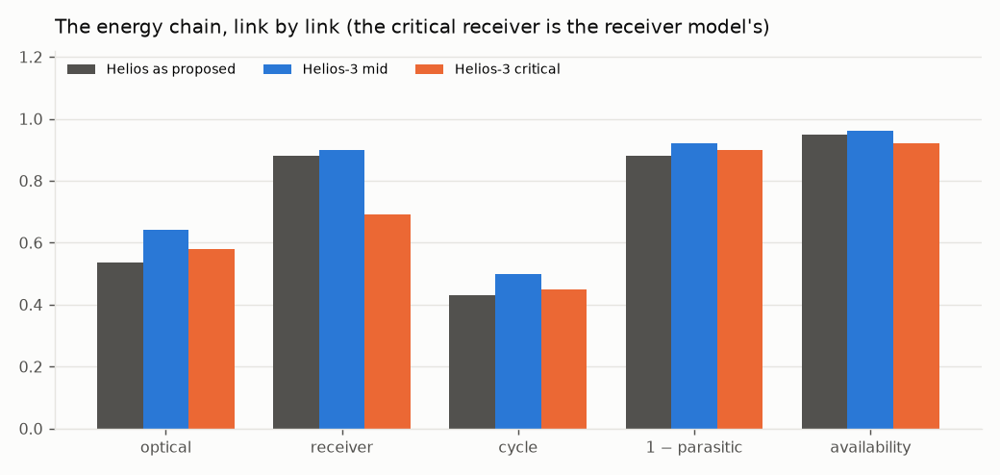 The energy chain, link by link (the critical receiver is the receiver model's)
1.2
Helios as proposed
Helios-3 mid
Helios-3 critical
1.0
0.8
0.6
0.4
0.2
0.0
optical
receiver
cycle
1 − parasitic
availability